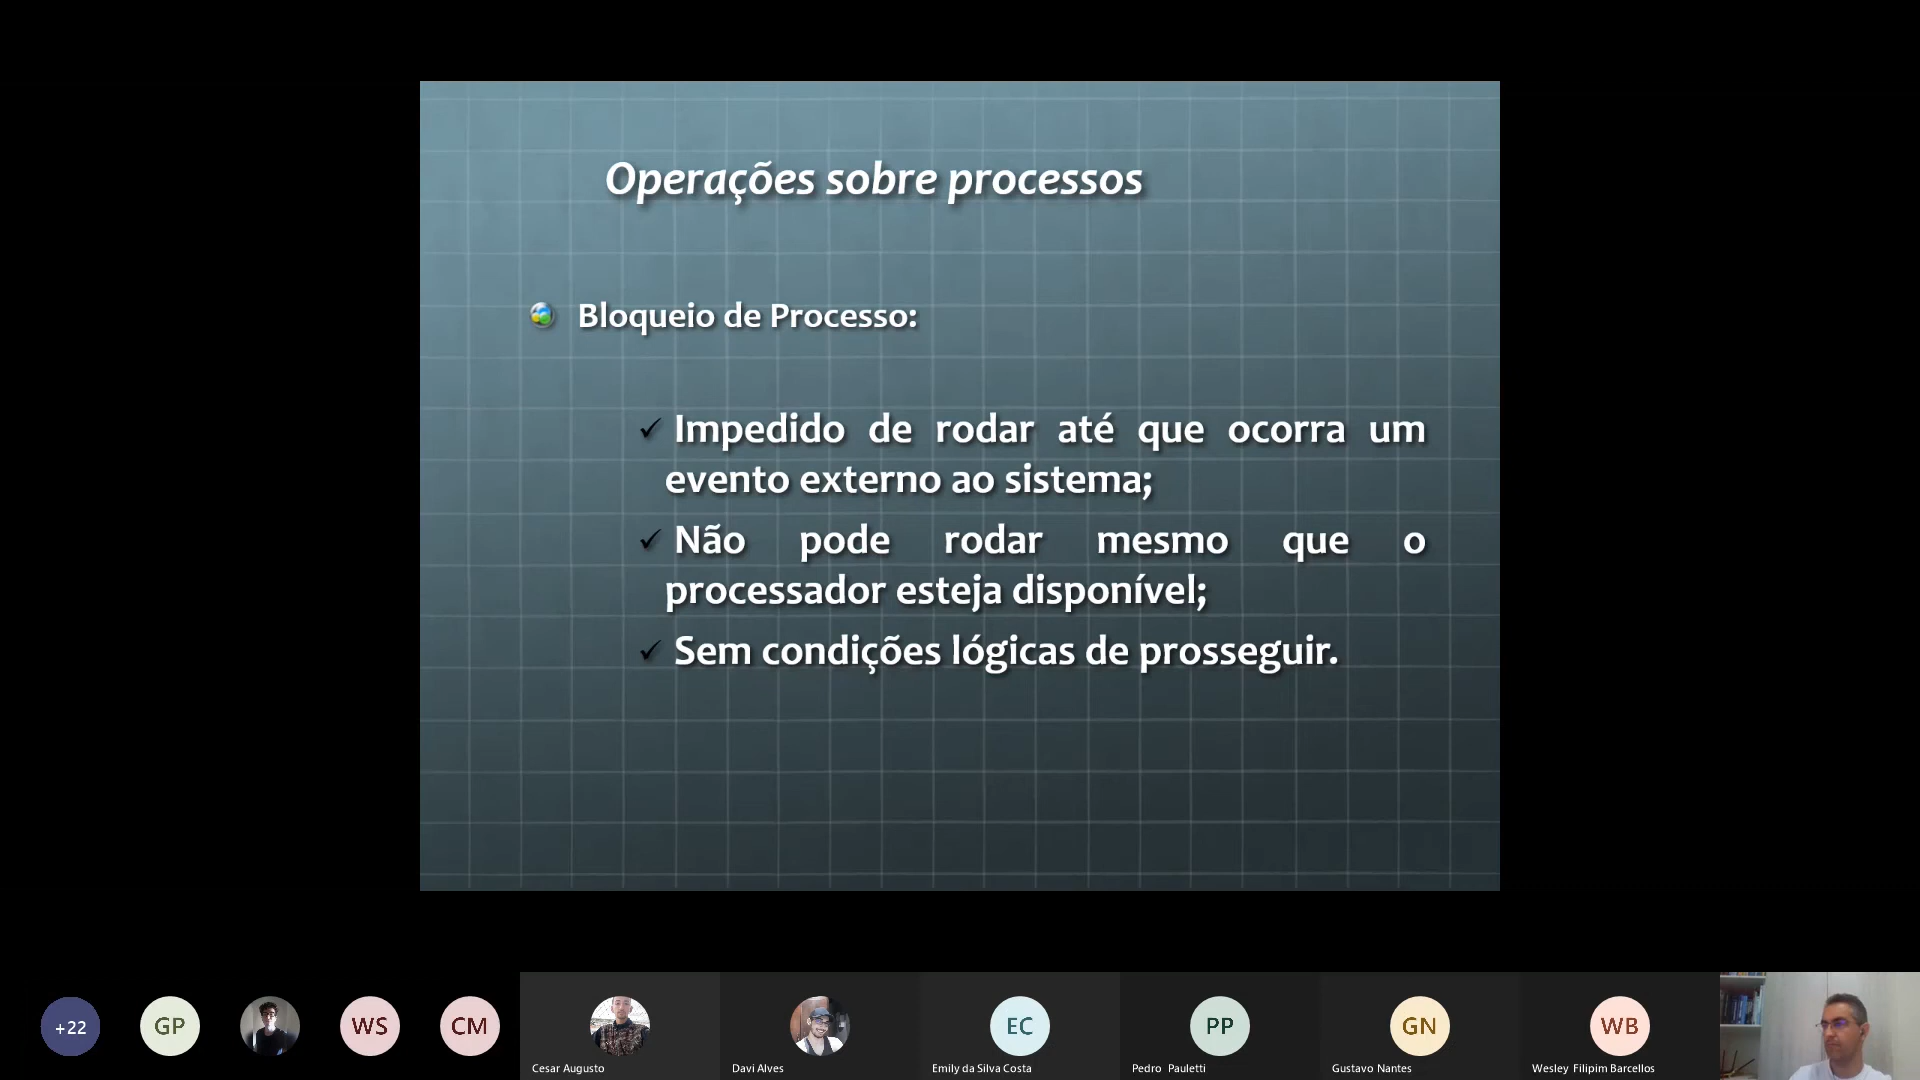 Operações sobre processos
Bloqueio de Processo:
Impedido de rodar até que ocorra um
evento externo ao sistema;
Não pode rodar mesmo que o
processador esteja disponível;
Sem condições lógicas de prosseguir.
+22
GP
WS
CM
EC
PP
GN
WB
Cesar Augusto
Davi Alves
Emily da Silva Costa
Pedro Pauletti
Gustavo Nantes
Wesley Filipim Barcellos